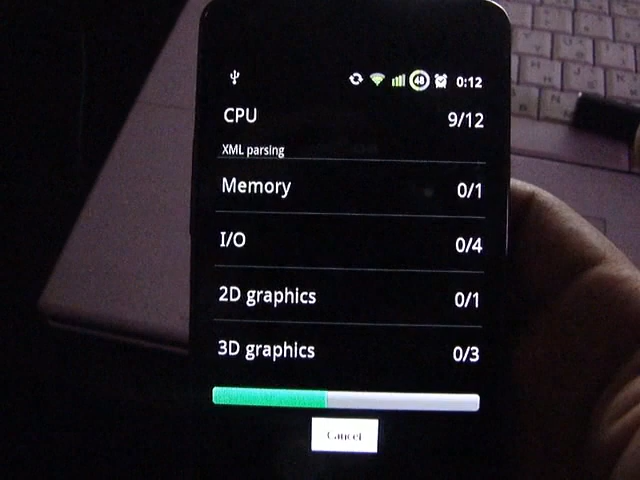 48 0:12
CPU 9/12
XML parsing
Memory 0/1
I/O 0/4
2D graphics 0/1
3D graphics 0/3
Cancel